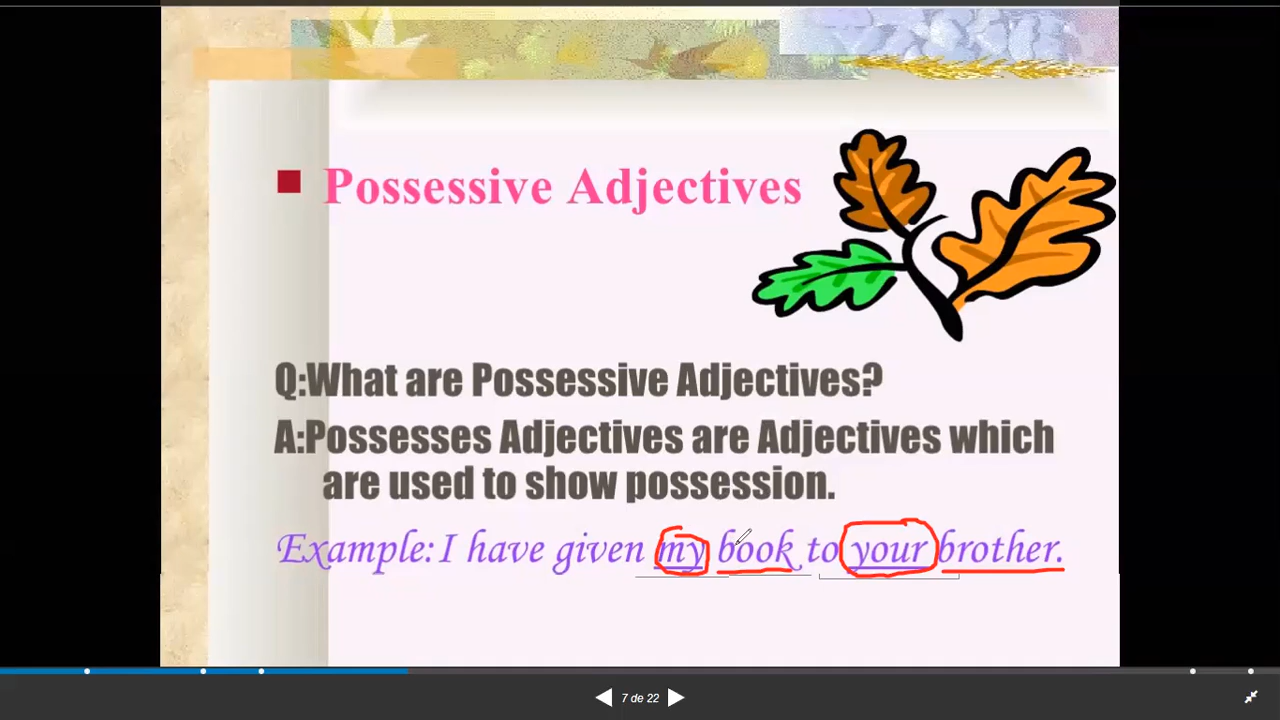 Possessive Adjectives
Q:What are Possessive Adjectives?
A:Possesses Adjectives are Adjectives which
are used to show possession.
Example: I have given my book to your brother.
7 de 22